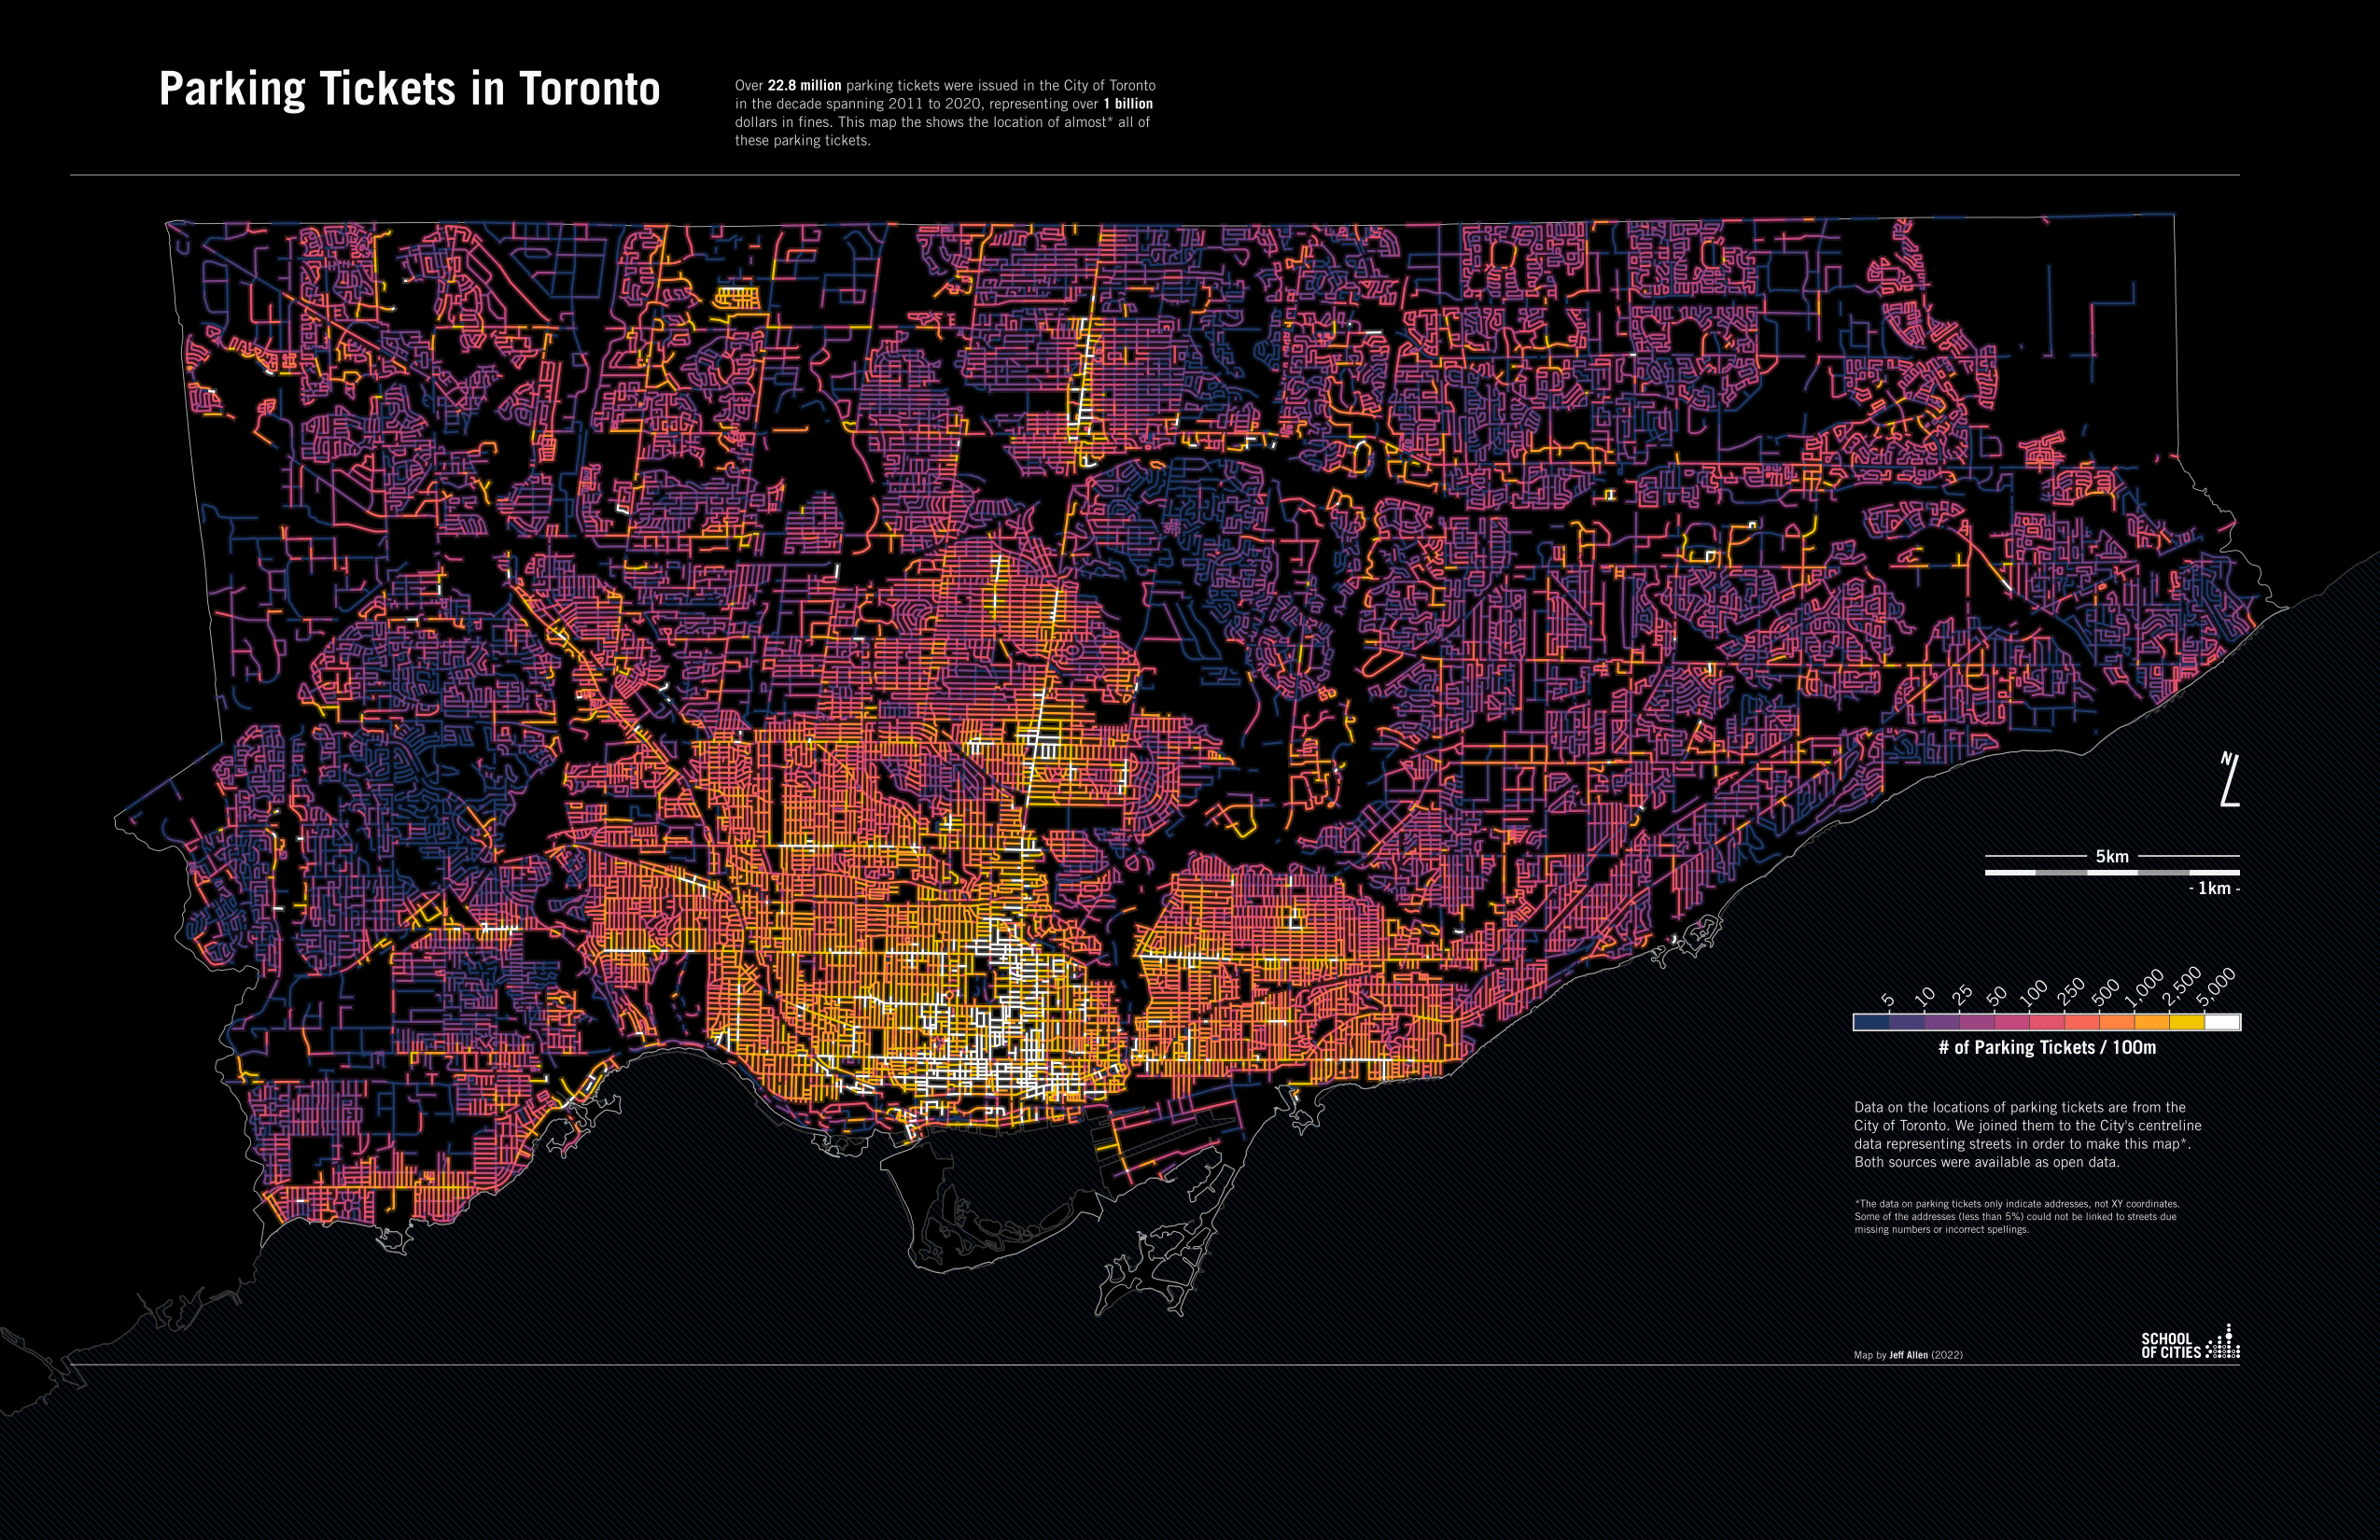 Parking Tickets in Toronto
Over 22.8 million parking tickets were issued in the City of Toronto
in the decade spanning 2011 to 2020, representing over 1 billion
dollars in fines. This map the shows the location of almost* all of
these parking tickets.
N
5km
- 1km -
5 10 25 50 100 250 500 1,000 2,500 5,000
# of Parking Tickets / 100m
Data on the locations of parking tickets are from the
City of Toronto. We joined them to the City's centreline
data representing streets in order to make this map*.
Both sources were available as open data.
*The data on parking tickets only indicate addresses, not XY coordinates.
Some of the addresses (less than 5%) could not be linked to streets due
missing numbers or incorrect spellings.
Map by Jeff Allen (2022)
SCHOOL
OF CITIES